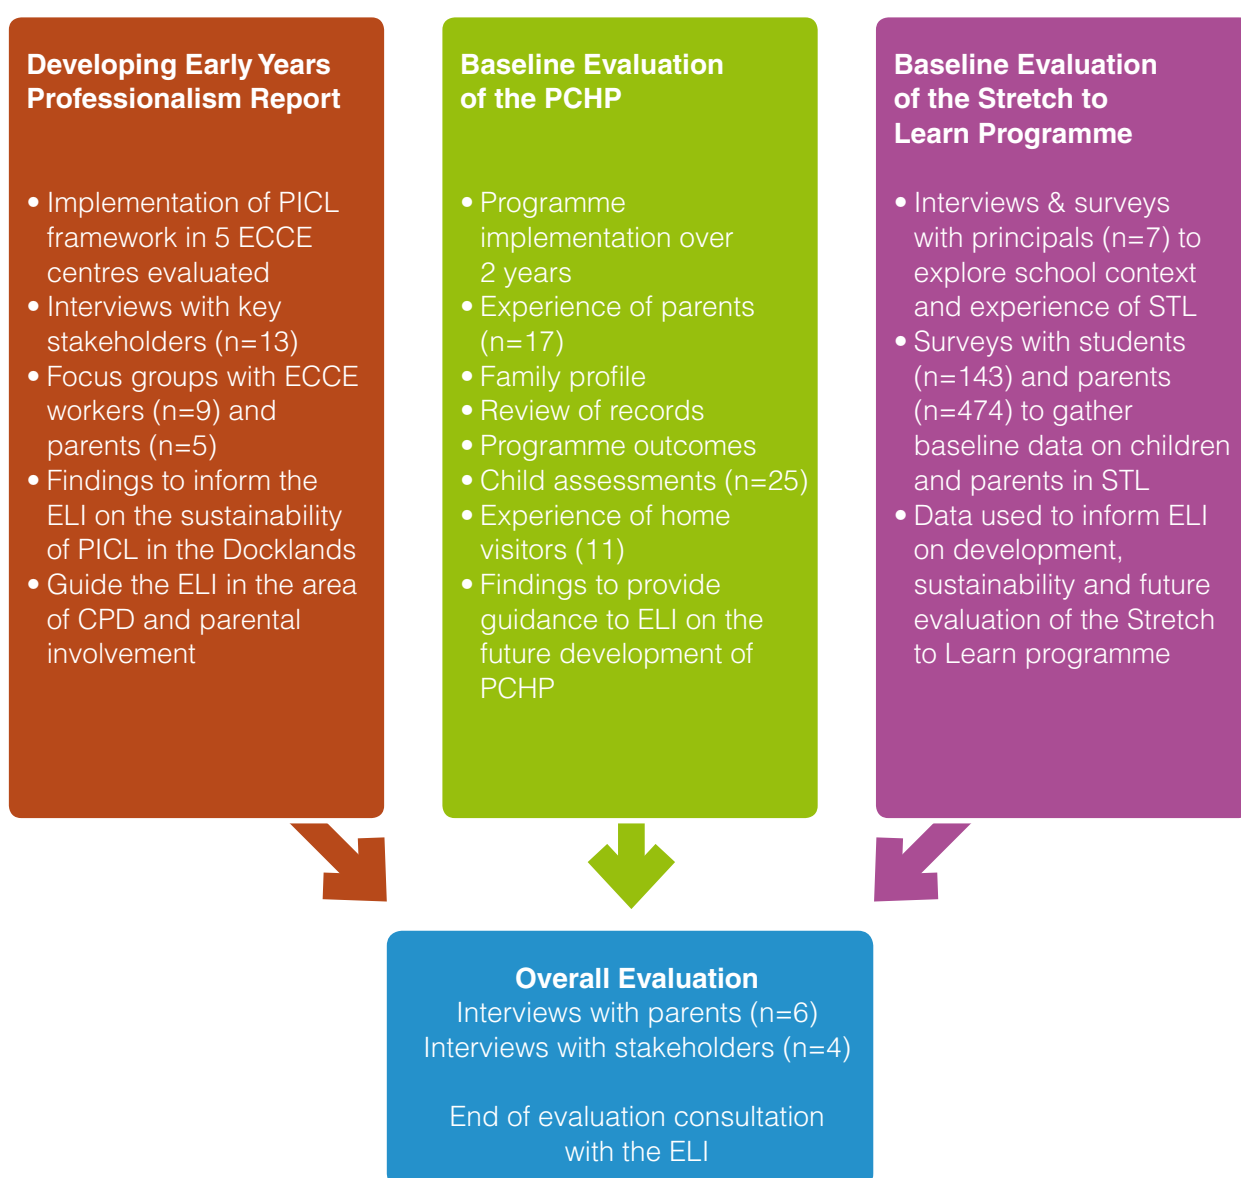 Developing Early Years
Professionalism Report
• Implementation of PICL
framework in 5 ECCE
centres evaluated
• Interviews with key
stakeholders (n=13)
• Focus groups with ECCE
workers (n=9) and
parents (n=5)
• Findings to inform the
ELI on the sustainability
of PICL in the Docklands
• Guide the ELI in the area
of CPD and parental
involvement
Baseline Evaluation
of the PCHP
• Programme
implementation over
2 years
• Experience of parents
(n=17)
• Family profile
• Review of records
• Programme outcomes
• Child assessments (n=25)
• Experience of home
visitors (11)
• Findings to provide
guidance to ELI on the
future development of
PCHP
Baseline Evaluation
of the Stretch to
Learn Programme
• Interviews & surveys
with principals (n=7) to
explore school context
and experience of STL
• Surveys with students
(n=143) and parents
(n=474) to gather
baseline data on children
and parents in STL
• Data used to inform ELI
on development,
sustainability and future
evaluation of the Stretch
to Learn programme
Overall Evaluation
Interviews with parents (n=6)
Interviews with stakeholders (n=4)
End of evaluation consultation
with the ELI